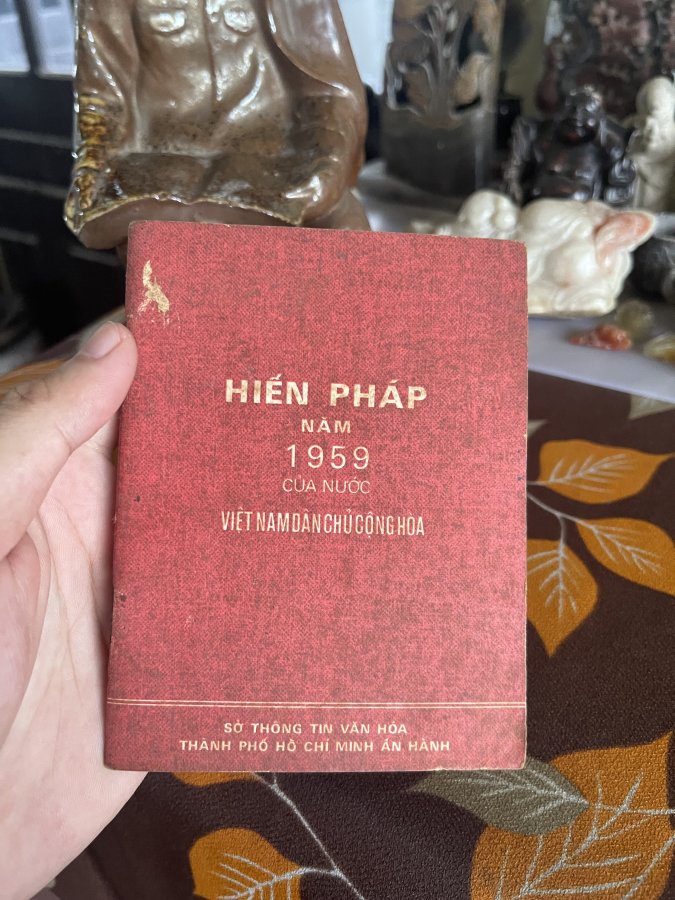 HIẾN PHÁP
NĂM
1959
CỦA NƯỚC
VIỆT NAM DÂN CHỦ CỘNG HÒA
SỞ THÔNG TIN VĂN HÓA
THÀNH PHỐ HỒ CHÍ MINH ẤN HÀNH